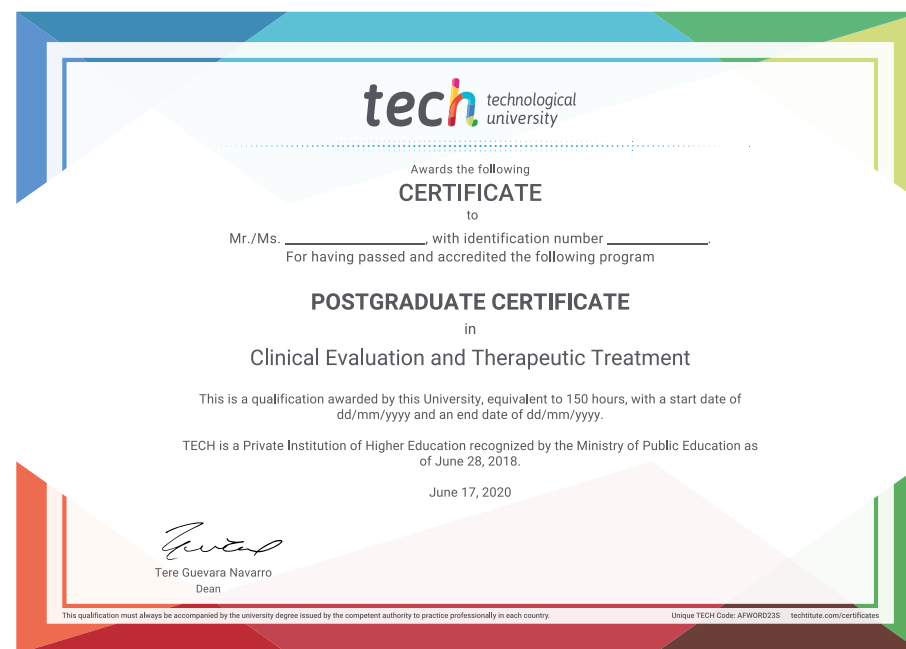 tech technological
university
Awards the following
CERTIFICATE
to
Mr./Ms. ____________________, with identification number ______________.
For having passed and accredited the following program
POSTGRADUATE CERTIFICATE
in
Clinical Evaluation and Therapeutic Treatment
This is a qualification awarded by this University, equivalent to 150 hours, with a start date of
dd/mm/yyyy and an end date of dd/mm/yyyy.
TECH is a Private Institution of Higher Education recognized by the Ministry of Public Education as
of June 28, 2018.
June 17, 2020
Tere Guevara Navarro
Dean
This qualification must always be accompanied by the university degree issued by the competent authority to practice professionally in each country.
Unique TECH Code: AFWORD23S techtitute.com/certificates